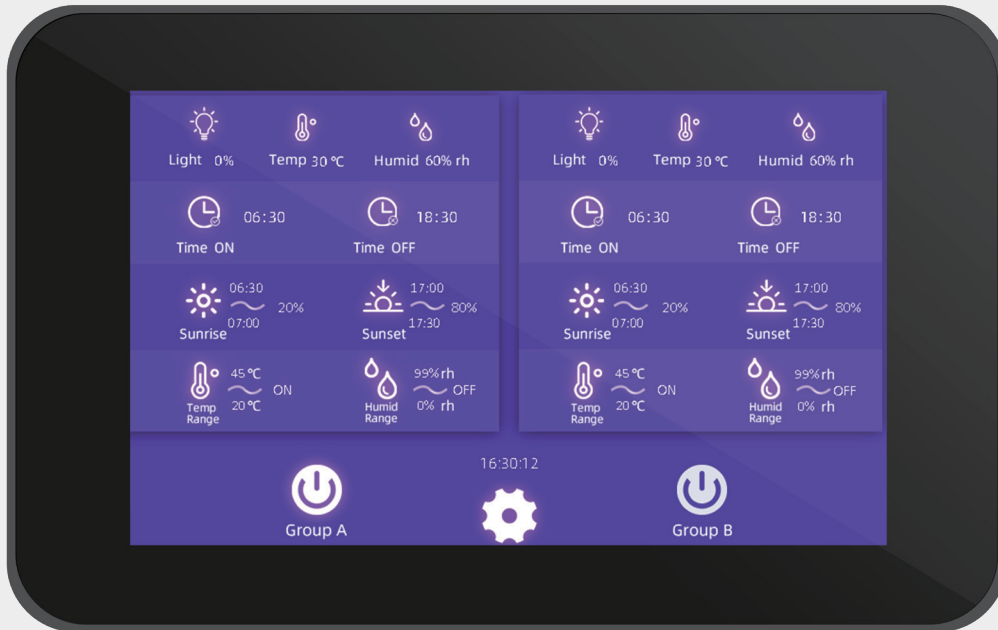 Light 0% Temp 30 ℃ Humid 60% rh
06:30 18:30
Time ON Time OFF
06:30 17:00
20% 80%
07:00 17:30
Sunrise Sunset
45 ℃ 99% rh
ON OFF
20 ℃ 0% rh
Temp Humid
Range Range
Light 0% Temp 30 ℃ Humid 60% rh
06:30 18:30
Time ON Time OFF
06:30 17:00
20% 80%
07:00 17:30
Sunrise Sunset
45 ℃ 99% rh
ON OFF
20 ℃ 0% rh
Temp Humid
Range Range
16:30:12
Group A Group B